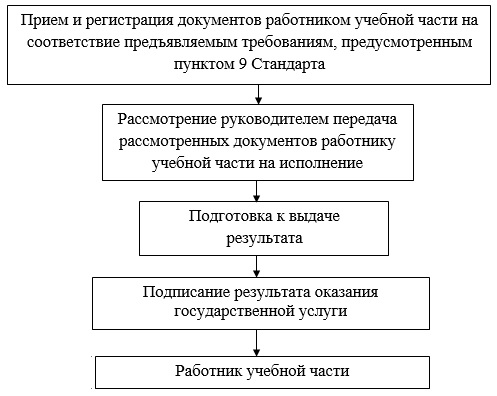 Прием и регистрация документов работником учебной части на
соответствие предъявляемым требованиям, предусмотренным
пунктом 9 Стандарта
Рассмотрение руководителем передача
рассмотренных документов работнику
учебной части на исполнение
Подготовка к выдаче
результата
Подписание результата оказания
государственной услуги
Работник учебной части